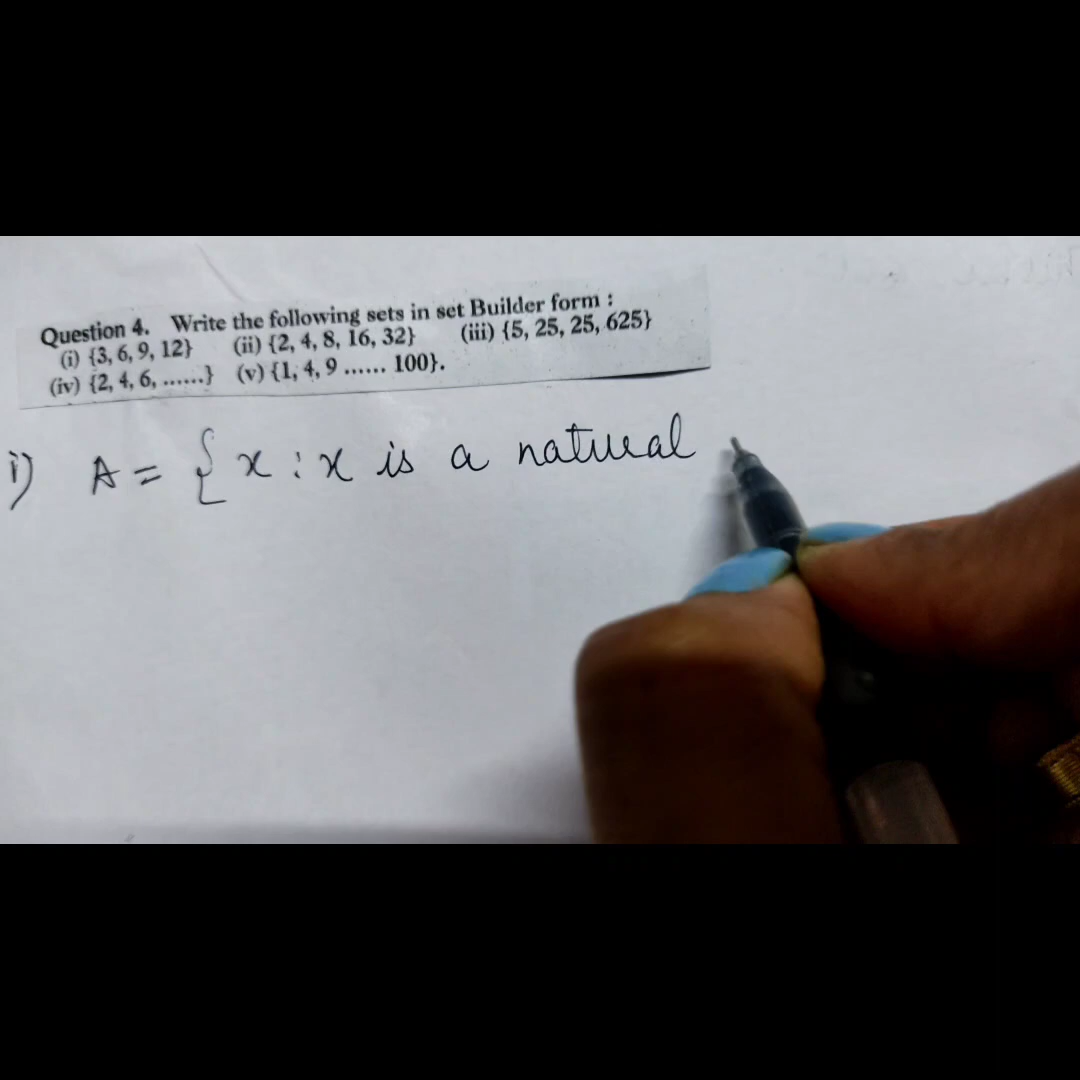 Question 4. Write the following sets in set Builder form :
(i) {3, 6, 9, 12} (ii) {2, 4, 8, 16, 32} (iii) {5, 25, 25, 625}
(iv) {2, 4, 6, ......} (v) {1, 4, 9 ...... 100}.
i) A = { x : x is a natural